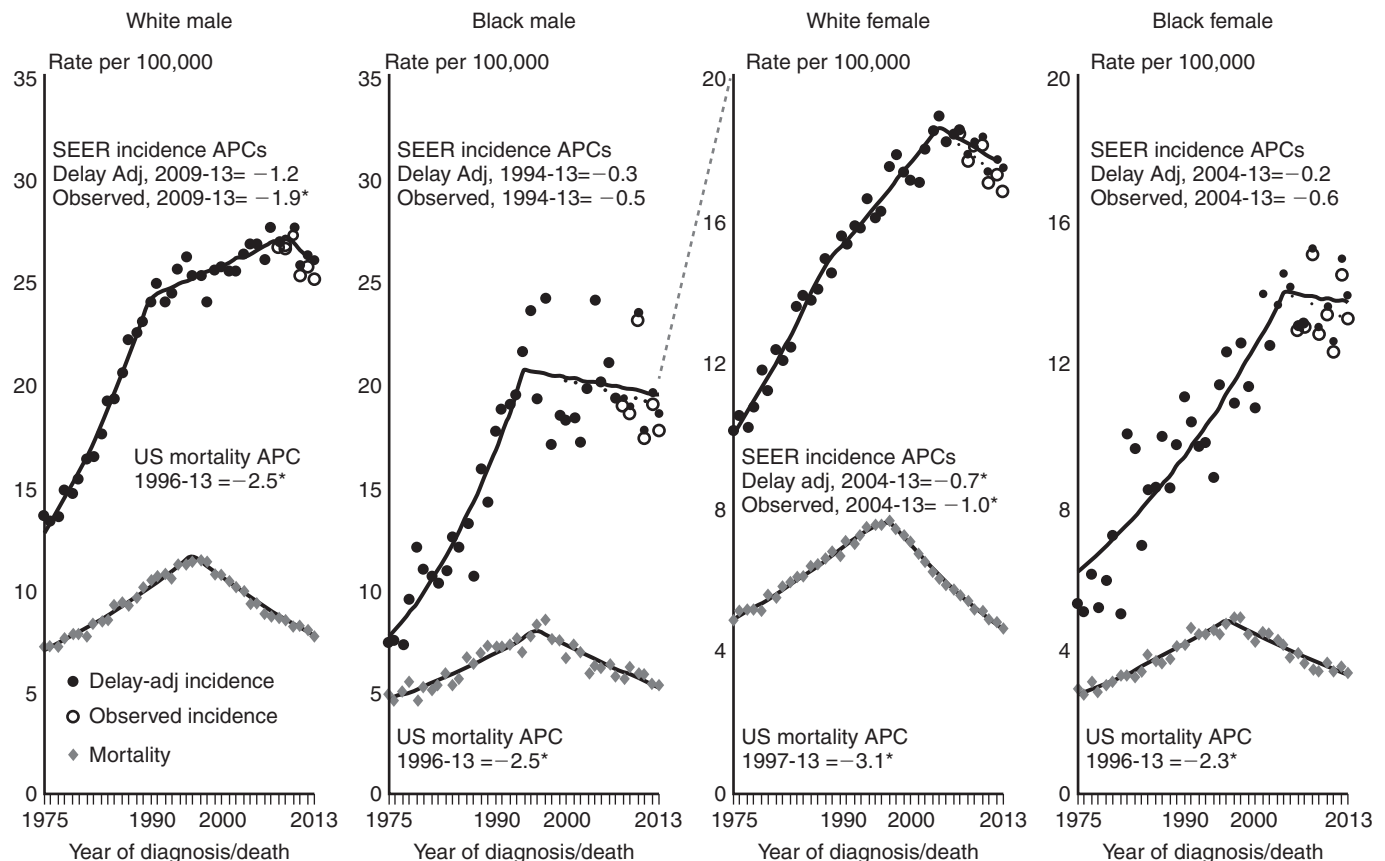 White male
Rate per 100,000
35
30
25
20
15
10
5
0
SEER incidence APCs
Delay Adj, 2009-13= −1.2
Observed, 2009-13= −1.9*
US mortality APC
1996-13 =−2.5*
Delay-adj incidence
Observed incidence
Mortality
1975 1990 2000 2013
Year of diagnosis/death
Black male
Rate per 100,000
35
30
25
20
15
10
5
0
SEER incidence APCs
Delay Adj, 1994-13=−0.3
Observed, 1994-13= −0.5
US mortality APC
1996-13 =−2.5*
1975 1990 2000 2013
Year of diagnosis/death
White female
Rate per 100,000
20
16
12
8
4
0
SEER incidence APCs
Delay adj, 2004-13=−0.7*
Observed, 2004-13= −1.0*
US mortality APC
1997-13 =−3.1*
1975 1990 2000 2013
Year of diagnosis/death
Black female
Rate per 100,000
20
16
12
8
4
0
SEER incidence APCs
Delay Adj, 2004-13=−0.2
Observed, 2004-13= −0.6
US mortality APC
1996-13 =−2.3*
1975 1990 2000 2013
Year of diagnosis/death